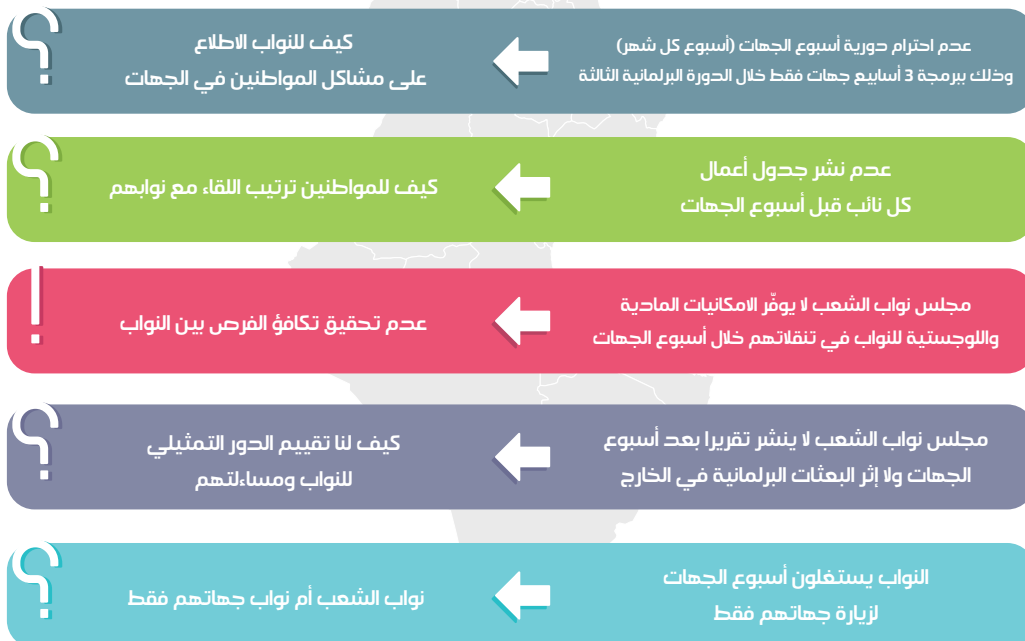 عدم احترام دورية أسبوع الجهات (أسبوع كل شهر)
وذلك ببرمجة 3 أسابيع جهات فقط خلال الدورة البرلمانية الثالثة
كيف للنواب الاطلاع
على مشاكل المواطنين في الجهات
؟
عدم نشر جدول أعمال
كل نائب قبل أسبوع الجهات
كيف للمواطنين ترتيب اللقاء مع نوابهم
؟
مجلس نواب الشعب لا يوفّر الامكانيات المادية
واللوجستية للنواب في تنقلاتهم خلال أسبوع الجهات
عدم تحقيق تكافؤ الفرص بين النواب
!
مجلس نواب الشعب لا ينشر تقريرا بعد أسبوع
الجهات ولا إثر البعثات البرلمانية في الخارج
كيف لنا تقييم الدور التمثيلي
للنواب ومساءلتهم
؟
النواب يستغلون أسبوع الجهات
لزيارة جهاتهم فقط
نواب الشعب أم نواب جهاتهم فقط
؟